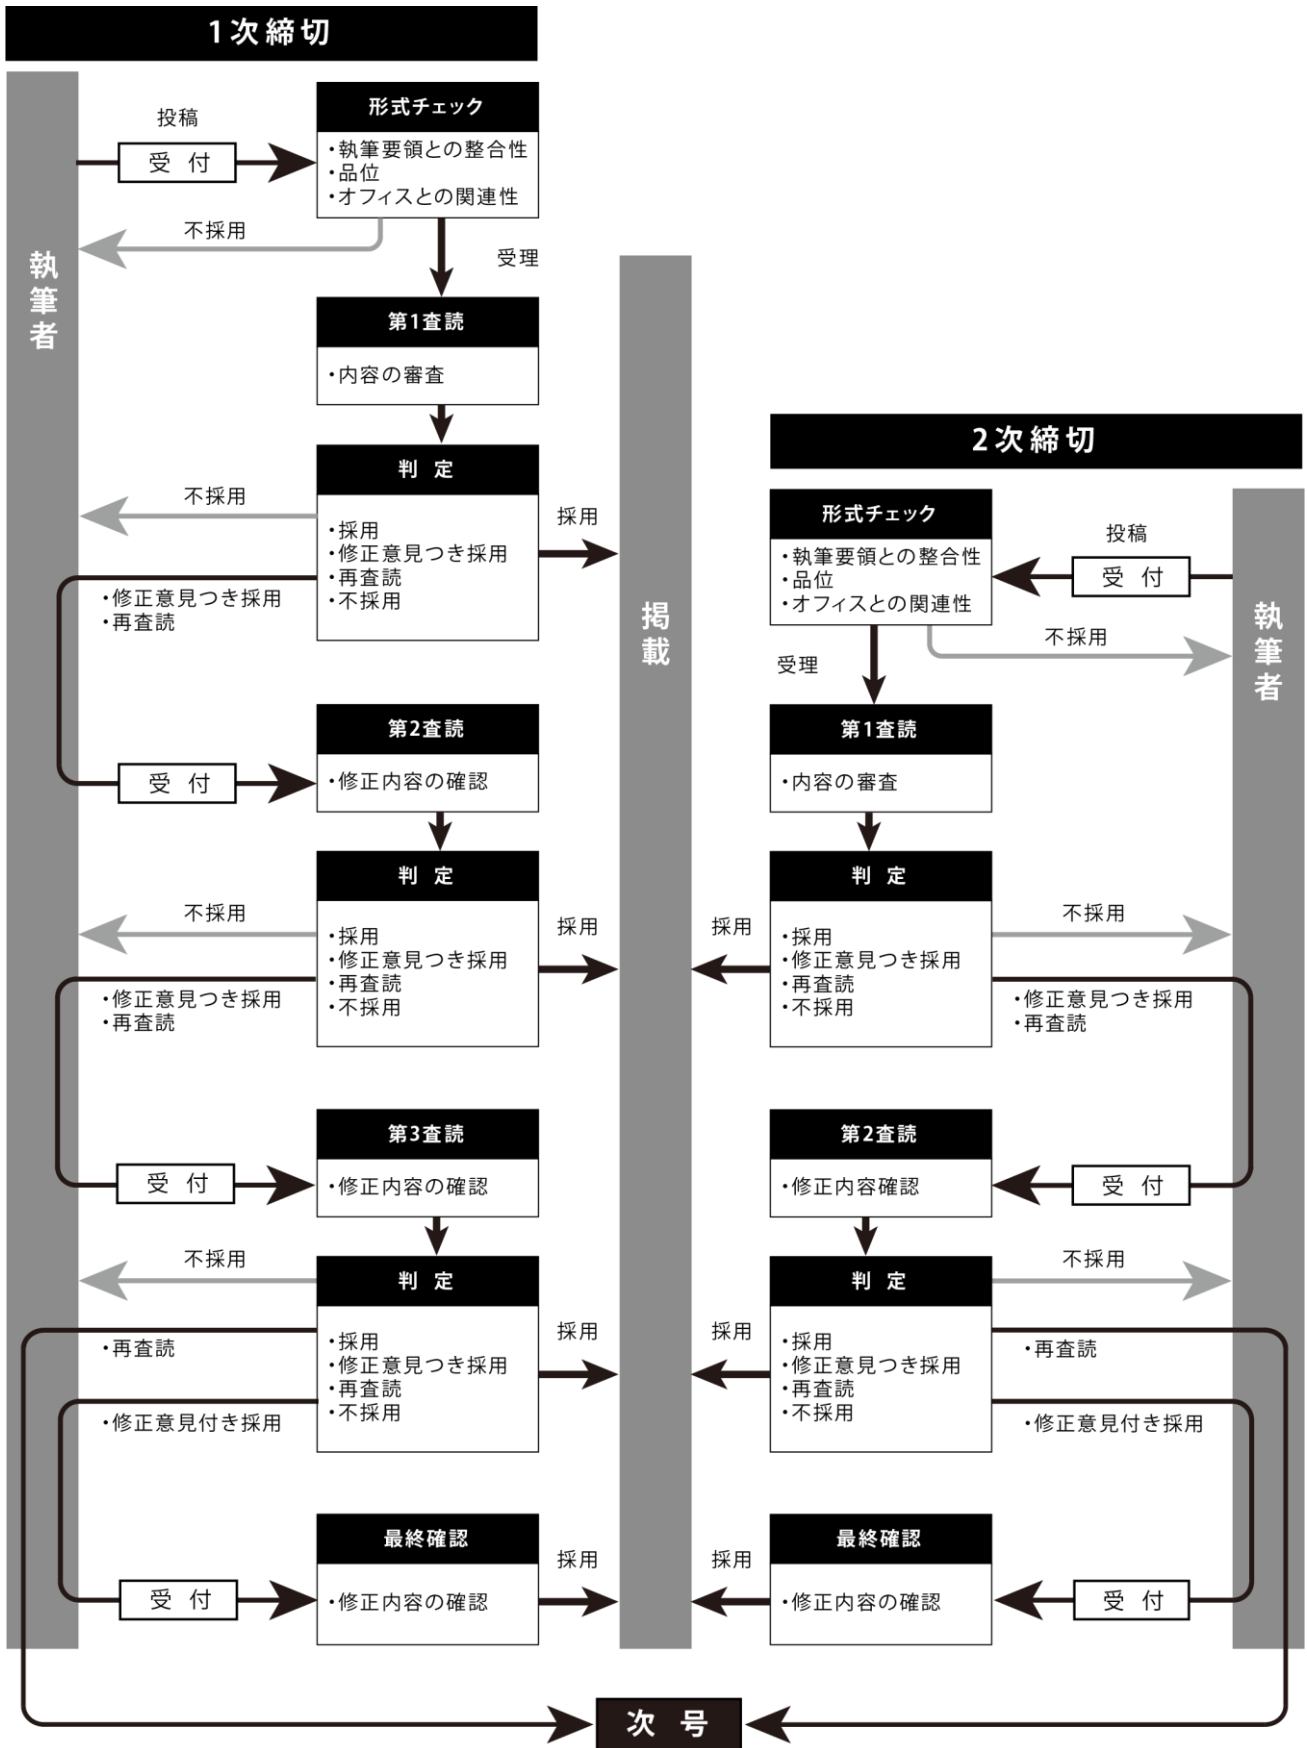 1次締切
執筆者
投稿
受 付
形式チェック
・執筆要領との整合性
・品位
・オフィスとの関連性
不採用
受理
第1査読
・内容の審査
判 定
・採用
・修正意見つき採用
・再査読
・不採用
不採用
採用
・修正意見つき採用
・再査読
受 付
第2査読
・修正内容の確認
判 定
・採用
・修正意見つき採用
・再査読
・不採用
不採用
採用
・修正意見つき採用
・再査読
受 付
第3査読
・修正内容の確認
判 定
・採用
・修正意見つき採用
・再査読
・不採用
不採用
採用
・再査読
・修正意見付き採用
受 付
最終確認
・修正内容の確認
採用
掲載
2次締切
執筆者
投稿
受 付
形式チェック
・執筆要領との整合性
・品位
・オフィスとの関連性
不採用
受理
第1査読
・内容の審査
判 定
・採用
・修正意見つき採用
・再査読
・不採用
採用
不採用
・修正意見つき採用
・再査読
受 付
第2査読
・修正内容確認
判 定
・採用
・修正意見つき採用
・再査読
・不採用
採用
不採用
・再査読
・修正意見付き採用
受 付
最終確認
・修正内容の確認
採用
次 号